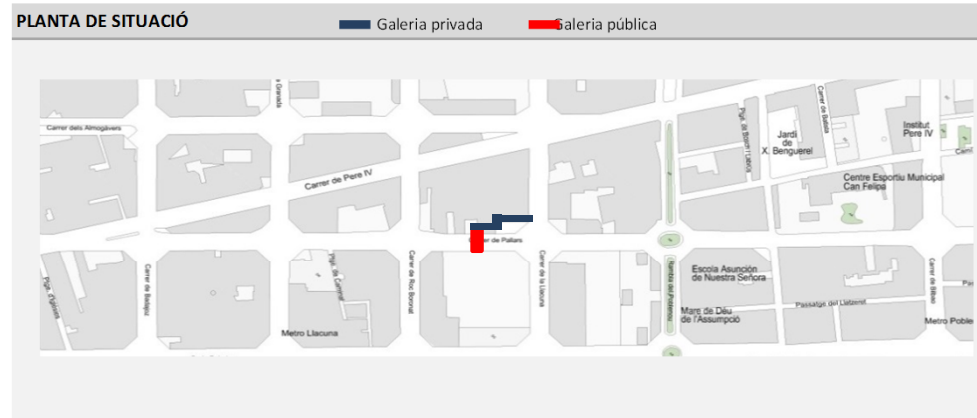 PLANTA DE SITUACIÓ
Galeria privada
Galeria pública
Carrer dels Almogàvers
Carrer de Pere IV
Jardí
de
X. Benguerel
Institut
Pere IV
Centre Esportiu Municipal
Can Felipa
Carrer de Pallars
Carrer de Badajoz
Carrer de Roc Boronat
Carrer de la Llacuna
Rambla del Poblenou
Metro Llacuna
Escola Asunción
de Nuestra Señora
Mare de Déu
de l'Assumpció
Passatge del Llatzeret
Carrer de Bilbao
Metro Poble